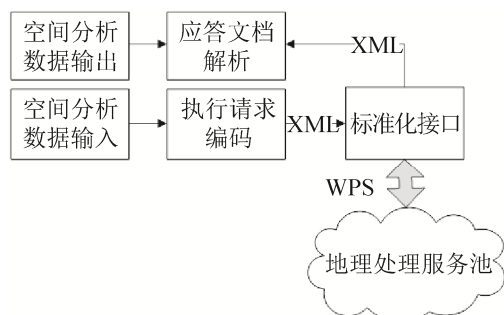 空间分析
数据输出
应答文档
解析
XML
空间分析
数据输入
执行请求
编码
XML
标准化接口
WPS
地理处理服务池